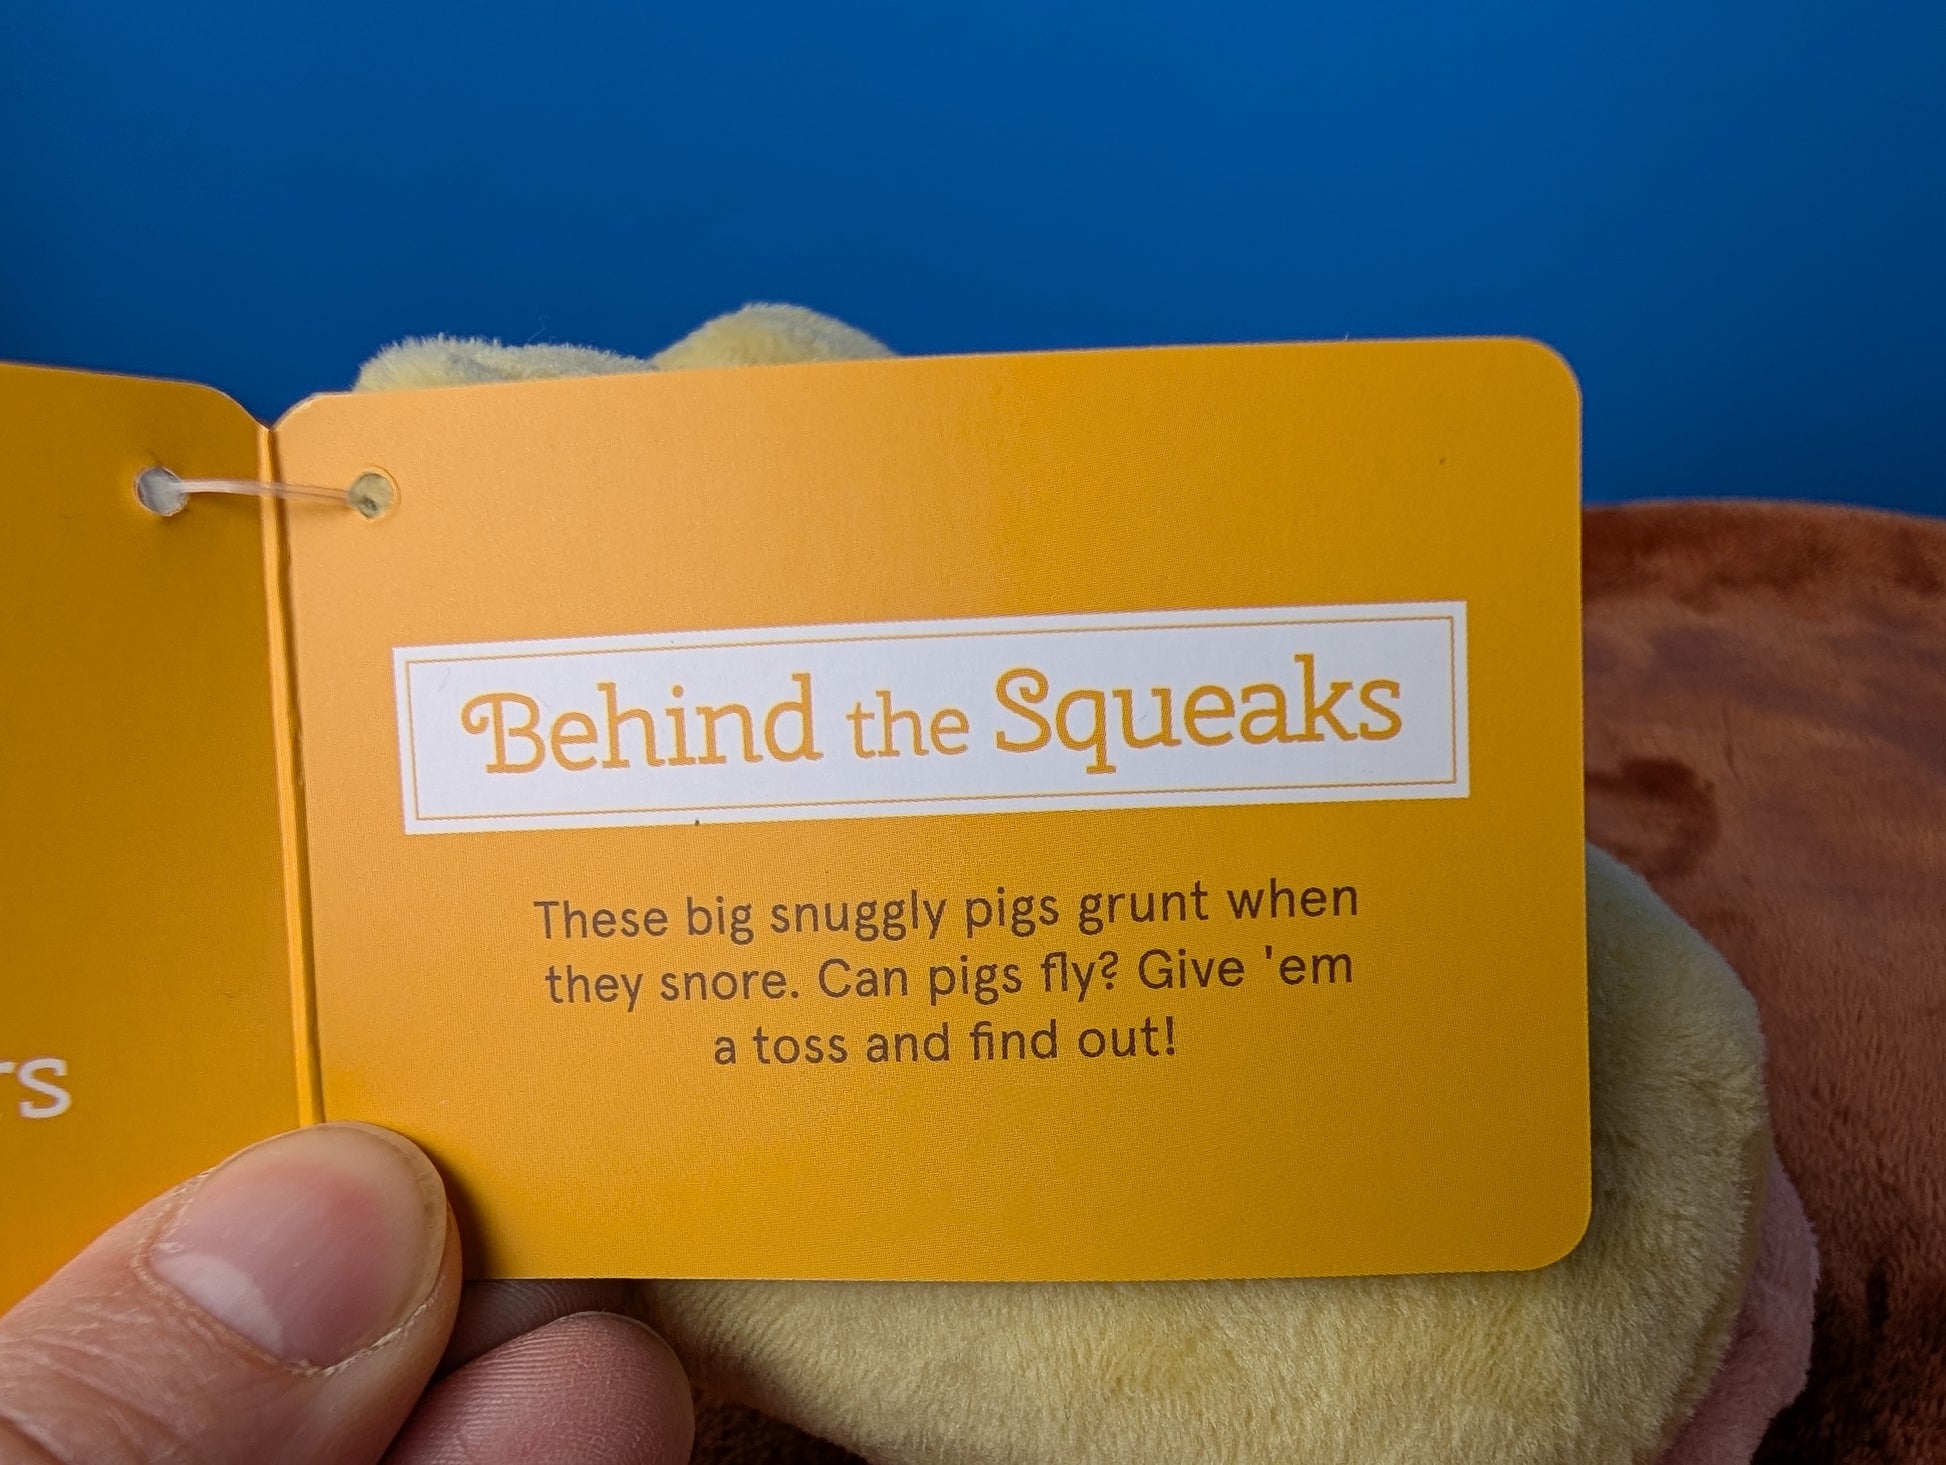 Behind the Squeaks
These big snuggly pigs grunt when
they snore. Can pigs fly? Give 'em
a toss and find out!